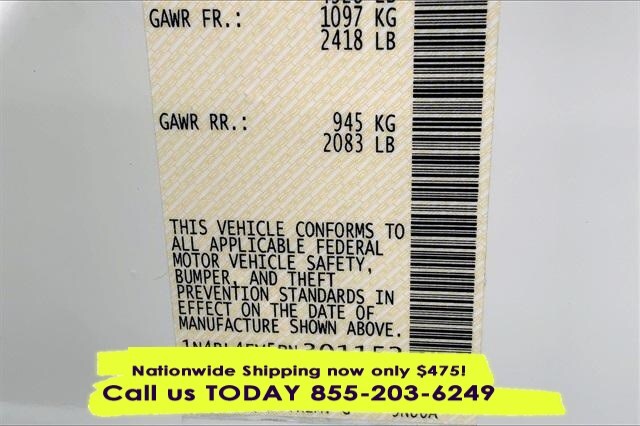 GAWR FR.: 1097 KG
2418 LB
GAWR RR.: 945 KG
2083 LB
THIS VEHICLE CONFORMS TO
ALL APPLICABLE FEDERAL
MOTOR VEHICLE SAFETY,
BUMPER, AND THEFT
PREVENTION STANDARDS IN
EFFECT ON THE DATE OF
MANUFACTURE SHOWN ABOVE.
Nationwide Shipping now only $475!
Call us TODAY 855-203-6249